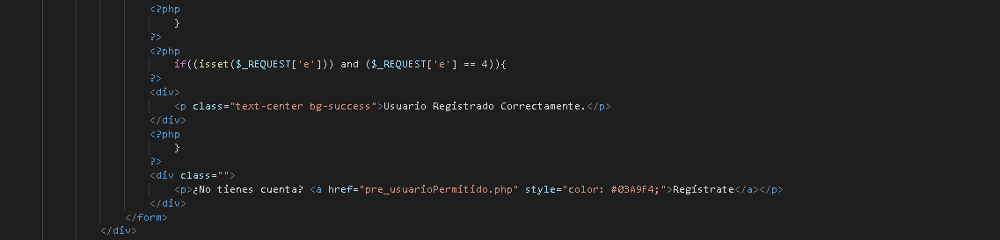 <?php
}
?>
<?php
if((isset($_REQUEST['e'])) and ($_REQUEST['e'] == 4)){
?>
<div>
<p class="text-center bg-success">Usuario Registrado Correctamente.</p>
</div>
<?php
}
?>
<div class="">
<p>¿No tienes cuenta? <a href="pre_usuarioPermitido.php" style="color: #03A9F4;">Regístrate</a></p>
</div>
</form>
</div>